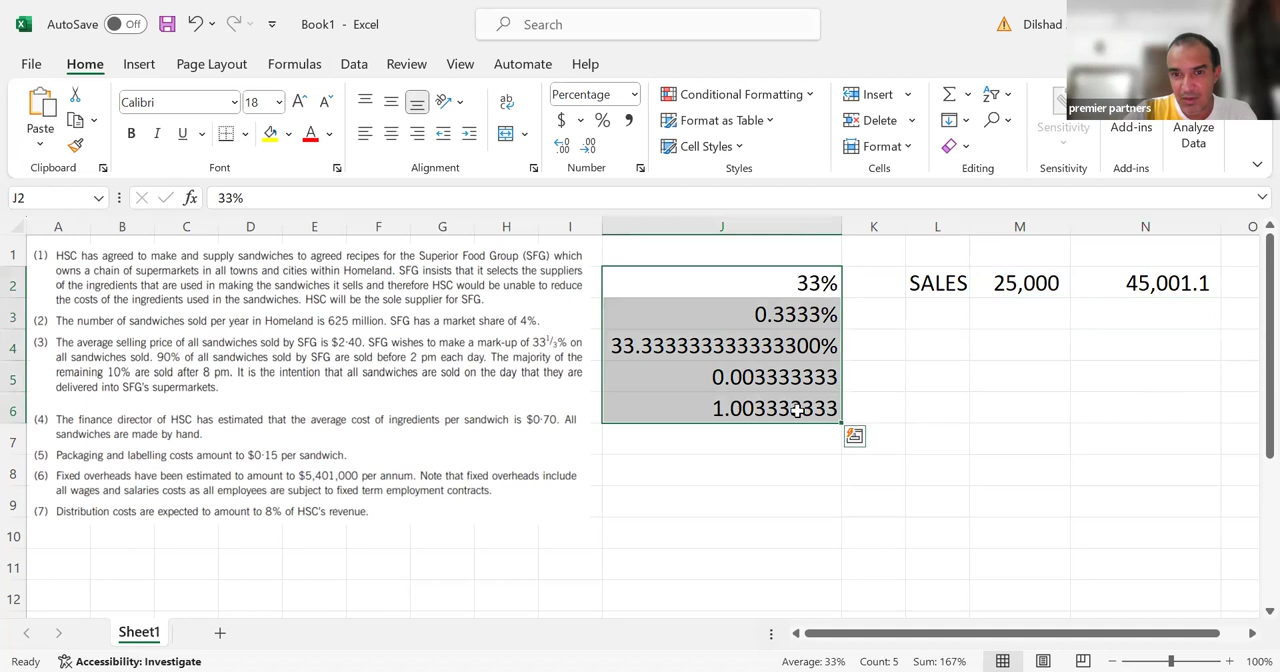 AutoSave Off Book1 - Excel Search Dilshad
File Home Insert Page Layout Formulas Data Review View Automate Help
premier partners
Paste Calibri 18 Percentage Conditional Formatting Insert
B I U Format as Table Delete Sensitivity Add-ins Analyze Data
Cell Styles Format
Clipboard Font Alignment Number Styles Cells Editing Sensitivity Add-ins
J2 fx 33%
A B C D E F G H I J K L M N O
1
(1) HSC has agreed to make and supply sandwiches to agreed recipes for the Superior Food Group (SFG) which
owns a chain of supermarkets in all towns and cities within Homeland. SFG insists that it selects the suppliers
of the ingredients that are used in making the sandwiches it sells and therefore HSC would be unable to reduce
the costs of the ingredients used in the sandwiches. HSC will be the sole supplier for SFG.
(2) The number of sandwiches sold per year in Homeland is 625 million. SFG has a market share of 4%.
(3) The average selling price of all sandwiches sold by SFG is $2·40. SFG wishes to make a mark-up of 33 1/3% on
all sandwiches sold. 90% of all sandwiches sold by SFG are sold before 2 pm each day. The majority of the
remaining 10% are sold after 8 pm. It is the intention that all sandwiches are sold on the day that they are
delivered into SFG's supermarkets.
(4) The finance director of HSC has estimated that the average cost of ingredients per sandwich is $0·70. All
sandwiches are made by hand.
(5) Packaging and labelling costs amount to $0·15 per sandwich.
(6) Fixed overheads have been estimated to amount to $5,401,000 per annum. Note that fixed overheads include
all wages and salaries costs as all employees are subject to fixed term employment contracts.
(7) Distribution costs are expected to amount to 8% of HSC's revenue.
2 33% SALES 25,000 45,001.1
3 0.3333%
4 33.33333333333300%
5 0.003333333
6 1.003333333
7
8
9
10
11
12
Sheet1
Ready Accessibility: Investigate Average: 33% Count: 5 Sum: 167% 100%